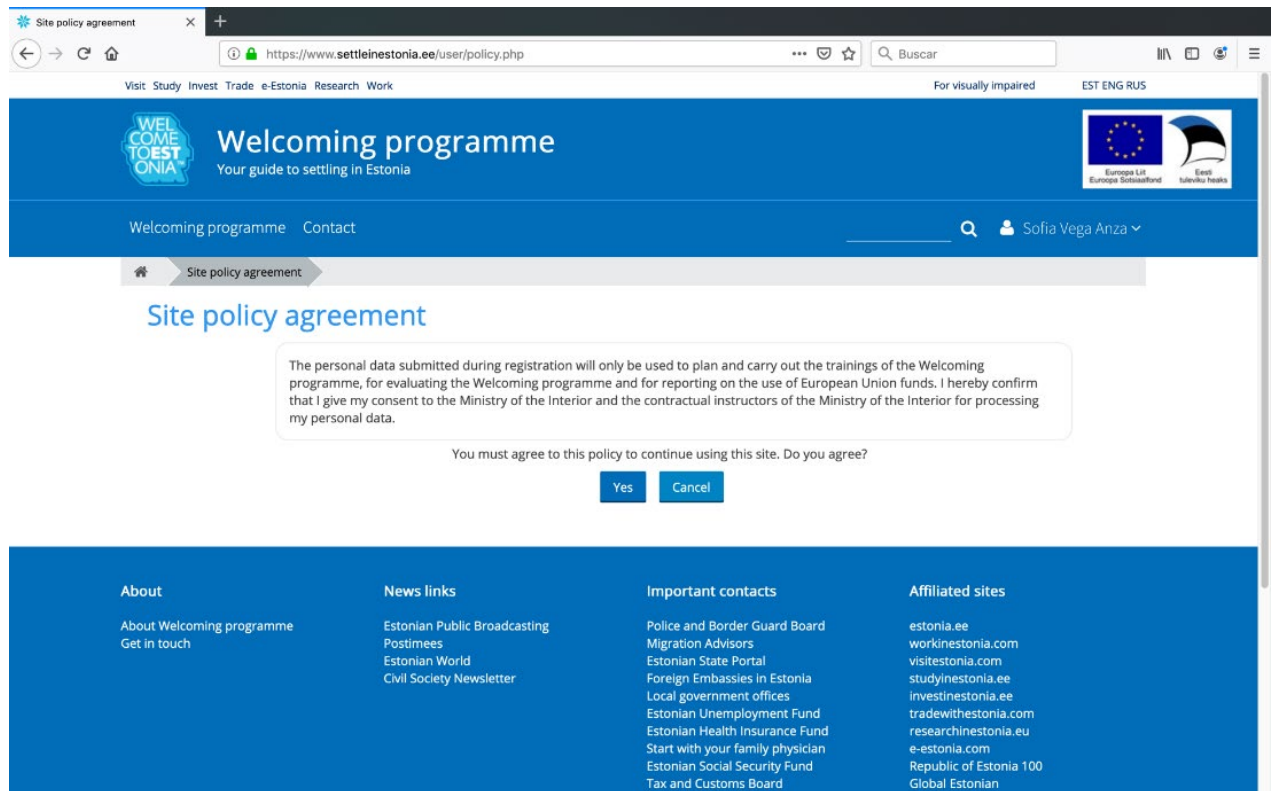 Site policy agreement
https://www.settleinestonia.ee/user/policy.php
Buscar
Visit Study Invest Trade e-Estonia Research Work
For visually impaired
EST ENG RUS
WEL
COME
TOEST
ONIA
Welcoming programme
Your guide to settling in Estonia
Euroopa Liit
Euroopa Sotsiaalfond
Eesti
tuleviku heaks
Welcoming programme Contact
Sofia Vega Anza
Site policy agreement
Site policy agreement
The personal data submitted during registration will only be used to plan and carry out the trainings of the Welcoming
programme, for evaluating the Welcoming programme and for reporting on the use of European Union funds. I hereby confirm
that I give my consent to the Ministry of the Interior and the contractual instructors of the Ministry of the Interior for processing
my personal data.
You must agree to this policy to continue using this site. Do you agree?
Yes
Cancel
About
About Welcoming programme
Get in touch
News links
Estonian Public Broadcasting
Postimees
Estonian World
Civil Society Newsletter
Important contacts
Police and Border Guard Board
Migration Advisors
Estonian State Portal
Foreign Embassies in Estonia
Local government offices
Estonian Unemployment Fund
Estonian Health Insurance Fund
Start with your family physician
Estonian Social Security Fund
Tax and Customs Board
Affiliated sites
estonia.ee
workinestonia.com
visitestonia.com
studyinestonia.ee
investinestonia.ee
tradewithestonia.com
researchinestonia.eu
e-estonia.com
Republic of Estonia 100
Global Estonian